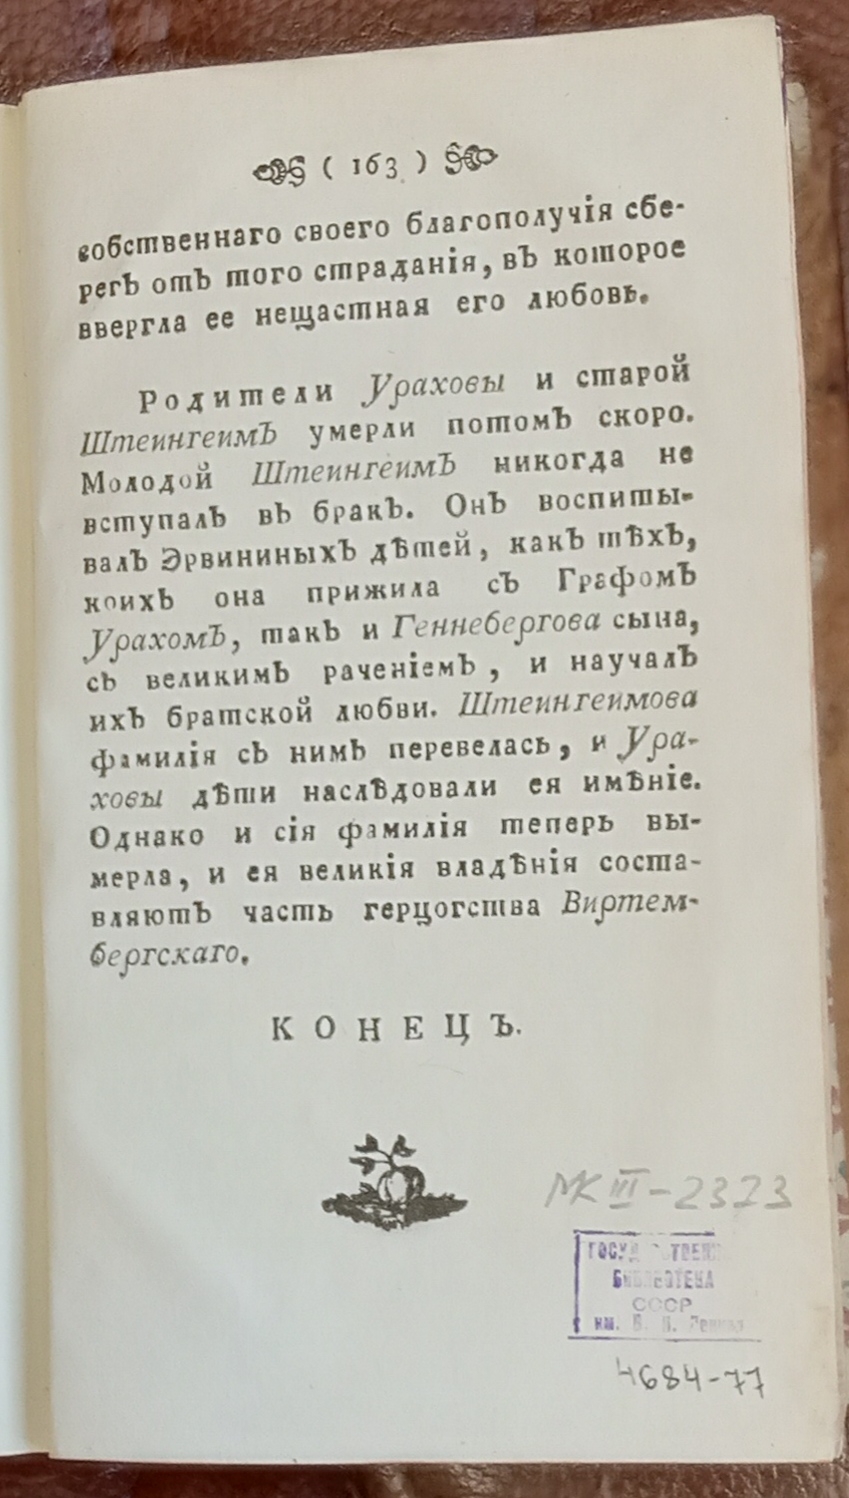 ( 163 )
собственнаго своего благополучія сбе-
регъ отъ того страданія, въ которое
ввергла ее нещастная его любовь.
Родители Ураховы и старой
Штеингеимъ умерли потомъ скоро.
Молодой Штеингеимъ никогда не
вступалъ въ бракъ. Онъ воспиты-
валъ Эрвининыхъ дѣтей, какъ тѣхъ,
коихъ она прижила съ Графомъ
Урахомъ, такъ и Геннебергова сына,
съ великимъ раченіемъ, и научалъ
ихъ братской любви. Штеингеимова
фамилія съ нимъ перевелась, и Ура-
ховы дѣти наслѣдовали ея имѣніе.
Однако и сія фамилія теперь вы-
мерла, и ея великія владѣнія соста-
вляютъ часть герцогства Виртем-
бергскаго.
КОНЕЦЪ.
МК III-2323
БИБЛИОТЕКА
СССР
им. В. И. Ленина
4684-77